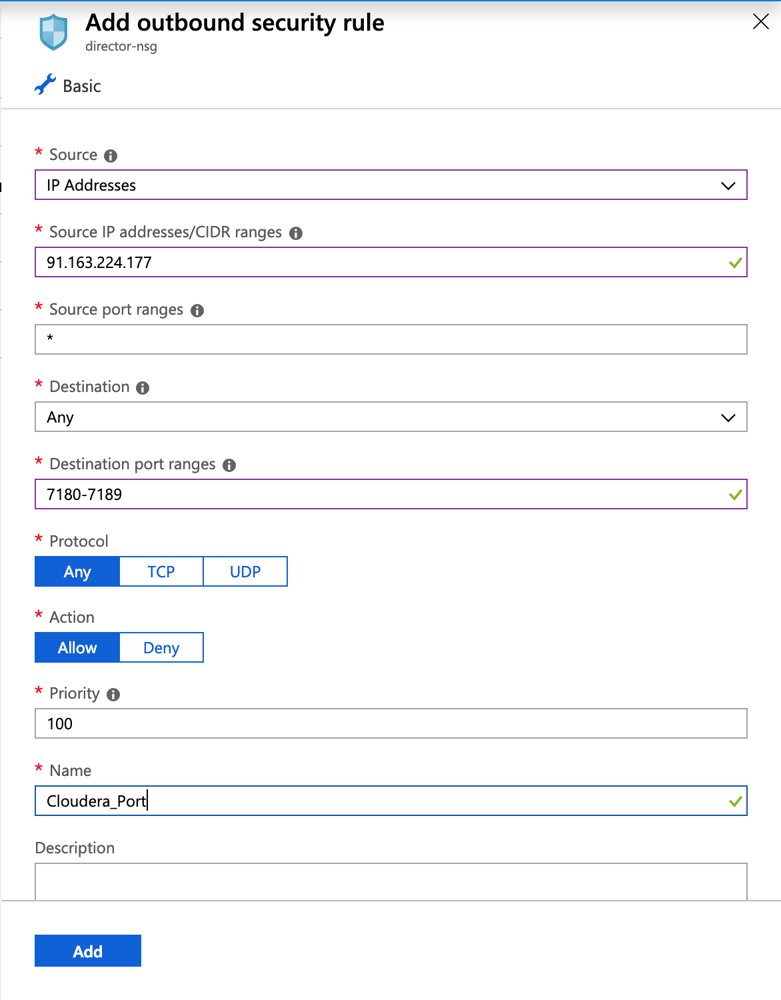 Add outbound security rule
director-nsg
Basic
* Source
IP Addresses
* Source IP addresses/CIDR ranges
91.163.224.177
* Source port ranges
*
* Destination
Any
* Destination port ranges
7180-7189
* Protocol
Any TCP UDP
* Action
Allow Deny
* Priority
100
* Name
Cloudera_Port
Description
Add